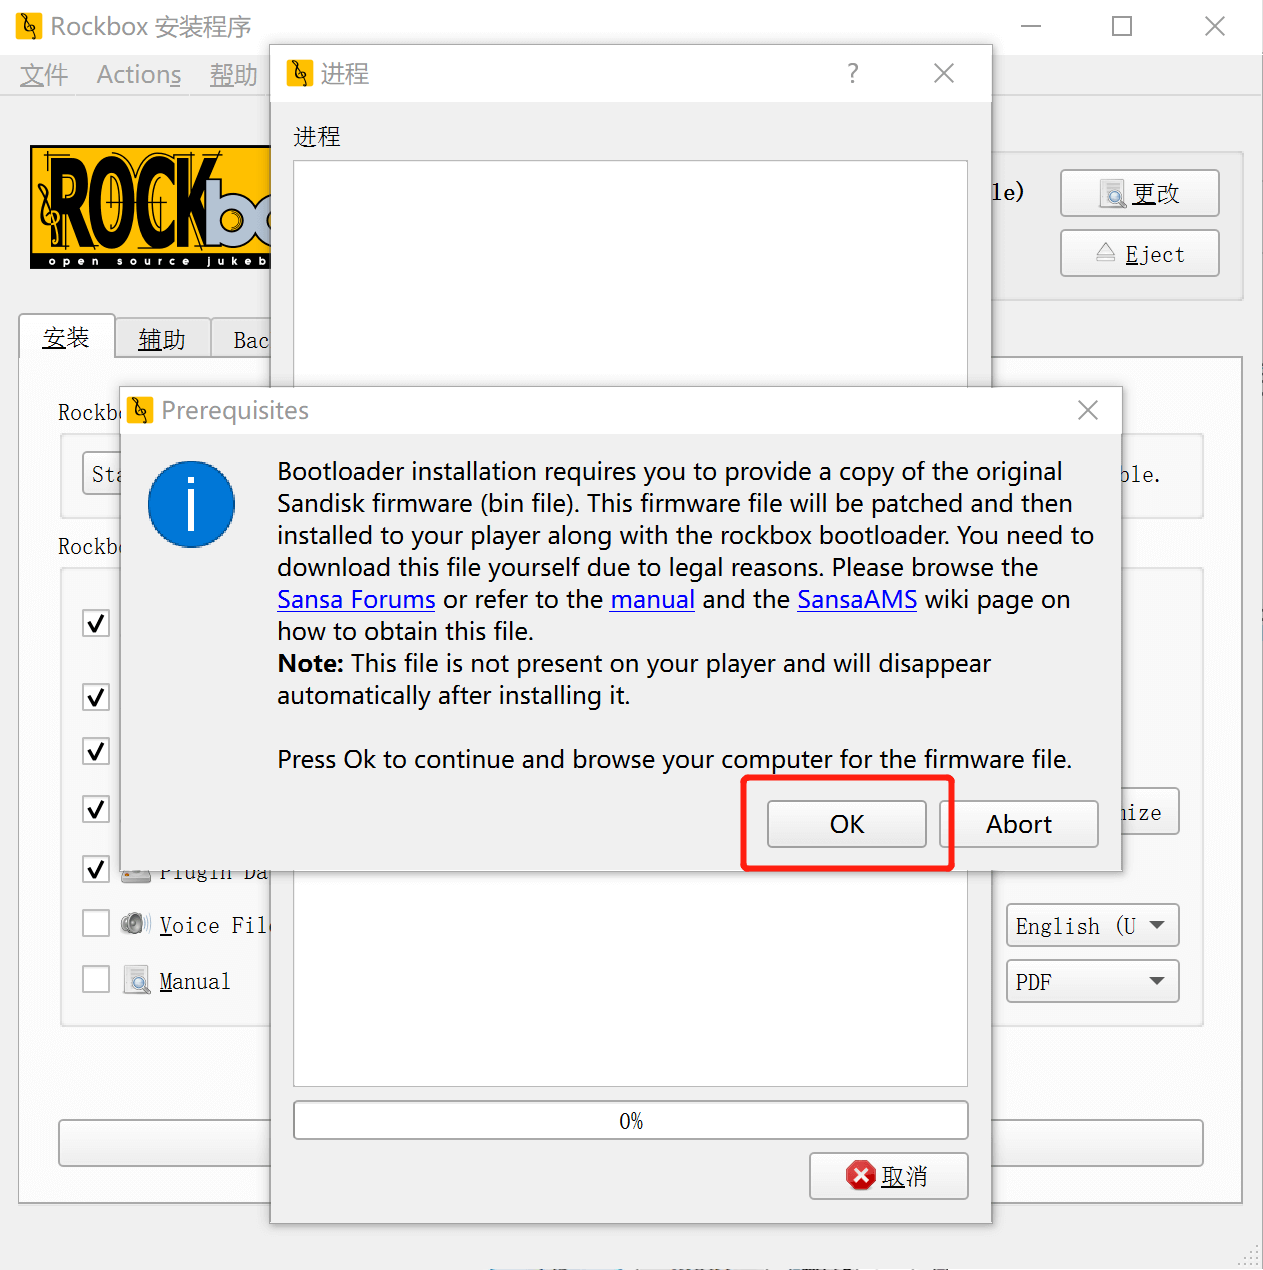 Rockbox 安装程序
文件 Actions 帮助
进程
?
进程
ROCKbo
open source jukeb
le)
更改
Eject
安装 辅助 Bac
Prerequisites
Rockbo
Sta
ble.
Rockbo
Bootloader installation requires you to provide a copy of the original
Sandisk firmware (bin file). This firmware file will be patched and then
installed to your player along with the rockbox bootloader. You need to
download this file yourself due to legal reasons. Please browse the
Sansa Forums or refer to the manual and the SansaAMS wiki page on
how to obtain this file.
Note: This file is not present on your player and will disappear
automatically after installing it.
Press Ok to continue and browse your computer for the firmware file.
OK
Abort
mize
Plugin Da
Voice File
English (U
Manual
PDF
0%
取消